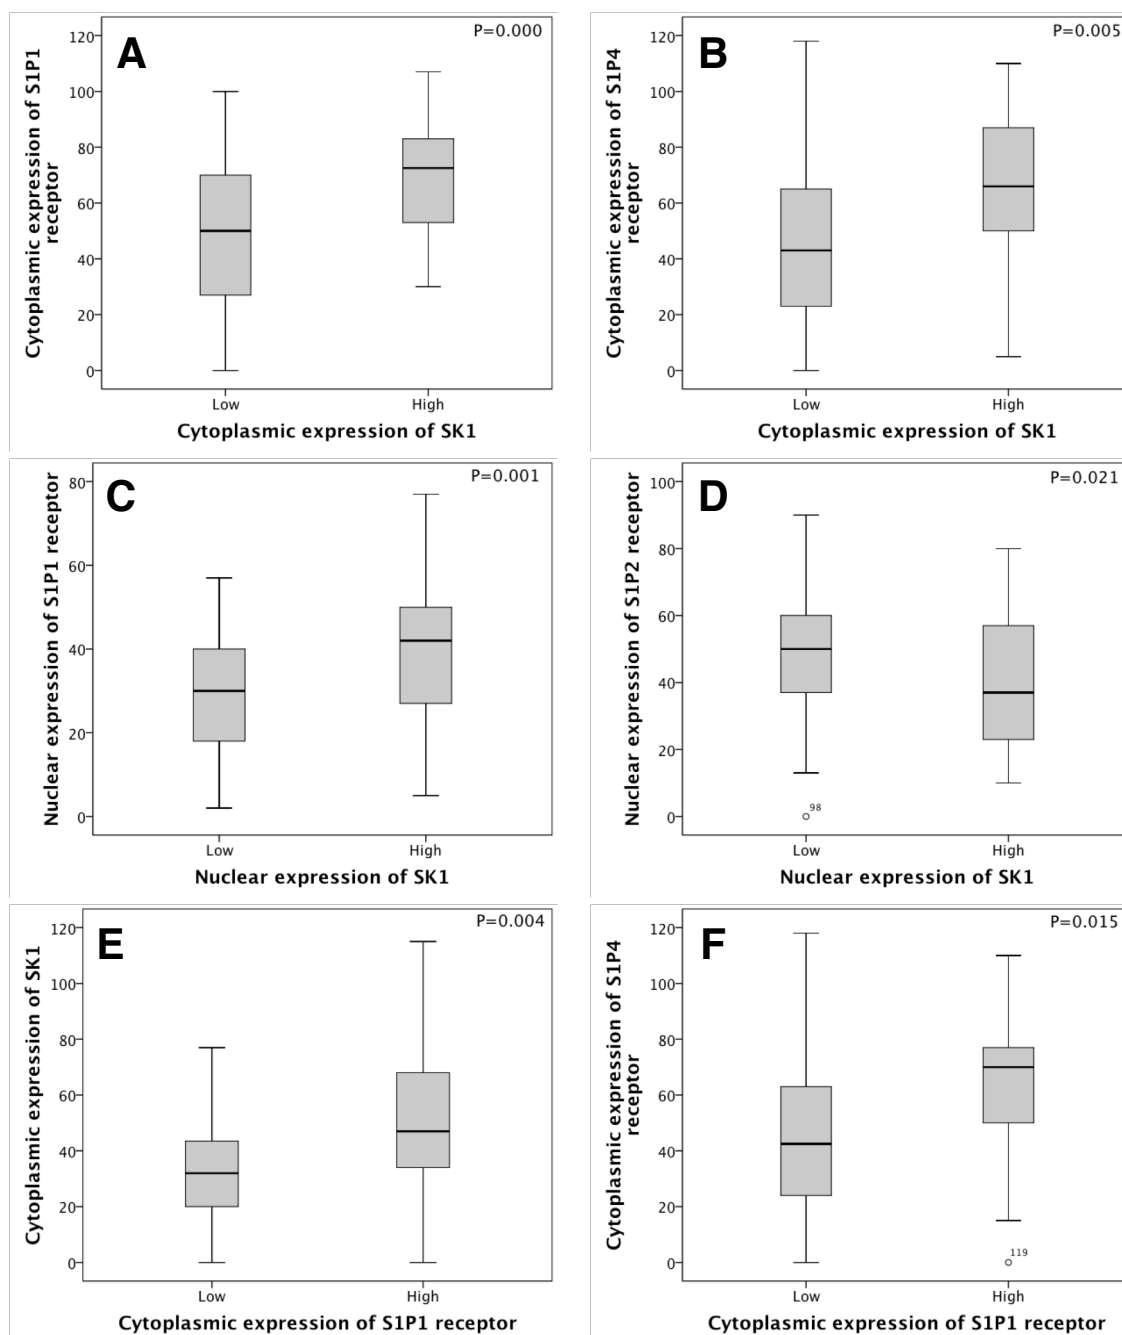 A
P=0.000
Cytoplasmic expression of S1P1
receptor
120
100
80
60
40
20
0
Low
High
Cytoplasmic expression of SK1
B
P=0.005
Cytoplasmic expression of S1P4
receptor
120
100
80
60
40
20
0
Low
High
Cytoplasmic expression of SK1
C
P=0.001
Nuclear expression of S1P1 receptor
80
60
40
20
0
Low
High
Nuclear expression of SK1
D
P=0.021
Nuclear expression of S1P2 receptor
100
80
60
40
20
0
98
Low
High
Nuclear expression of SK1
E
P=0.004
Cytoplasmic expression of SK1
120
100
80
60
40
20
0
Low
High
Cytoplasmic expression of S1P1 receptor
F
P=0.015
Cytoplasmic expression of S1P4
receptor
120
100
80
60
40
20
0
119
Low
High
Cytoplasmic expression of S1P1 receptor